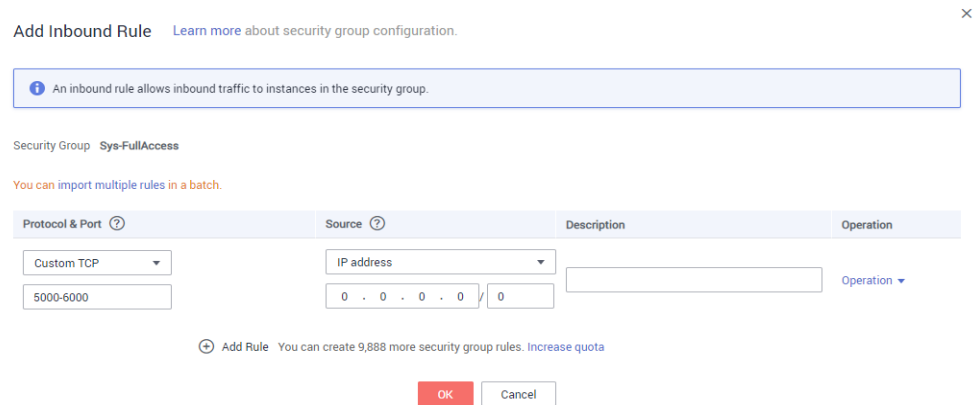 Add Inbound Rule Learn more about security group configuration.
An inbound rule allows inbound traffic to instances in the security group.
Security Group Sys-FullAccess
You can import multiple rules in a batch.
Protocol & Port ? Source ? Description Operation
Custom TCP IP address
Operation
5000-6000 0 . 0 . 0 . 0 / 0
Add Rule You can create 9,888 more security group rules. Increase quota
OK Cancel